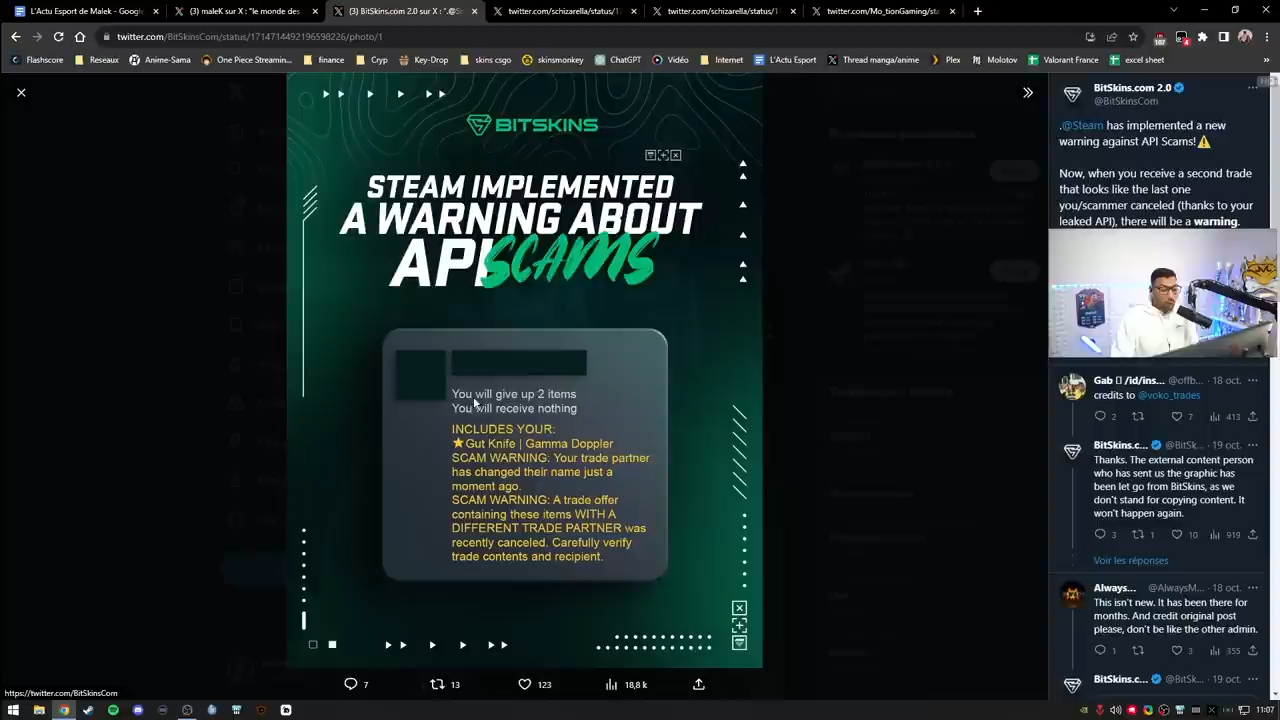 L'Actu Esport de Malek - Google
(3) maleK sur X : "le monde des
(3) BitSkins.com 2.0 sur X : ".@St
twitter.com/schizarella/status/1
twitter.com/schizarella/status/1
twitter.com/Mo_tionGaming/sta
twitter.com/BitSkinsCom/status/1714714492196598226/photo/1
Flashscore
Reseaux
Anime-Sama
One Piece Streamin...
finance
Cryp
Key-Drop
skins csgo
skinsmonkey
ChatGPT
Vidéo
Internet
L'Actu Esport
Thread manga/anime
Plex
Molotov
Valorant France
excel sheet
BITSKINS
STEAM IMPLEMENTED
A WARNING ABOUT
API SCAMS
You will give up 2 items
You will receive nothing
INCLUDES YOUR:
★Gut Knife | Gamma Doppler
SCAM WARNING: Your trade partner
has changed their name just a
moment ago.
SCAM WARNING: A trade offer
containing these items WITH A
DIFFERENT TRADE PARTNER was
recently canceled. Carefully verify
trade contents and recipient.
7
13
123
18,8 k
BitSkins.com 2.0
@BitSkinsCom
.@Steam has implemented a new
warning against API Scams!⚠️
Now, when you receive a second trade
that looks like the last one
you/scammer canceled (thanks to your
leaked API), there will be a warning.
Gab /id/ins... @offb... · 18 oct.
credits to @voko_trades
2
7
413
BitSkins.c... @BitSk... · 19 oct.
Thanks. The external content person
who has sent us the graphic has
been let go from BitSkins, as we
don't stand for copying content. It
won't happen again.
3
1
10
919
Voir les réponses
Always... @AlwaysM... · 18 oct.
This isn't new. It has been there for
months. And credit original post
please, don't be like the other admin.
1
3
355
BitSkins.c... @BitSk... · 19 oct.
https://twitter.com/BitSkinsCom
11:07